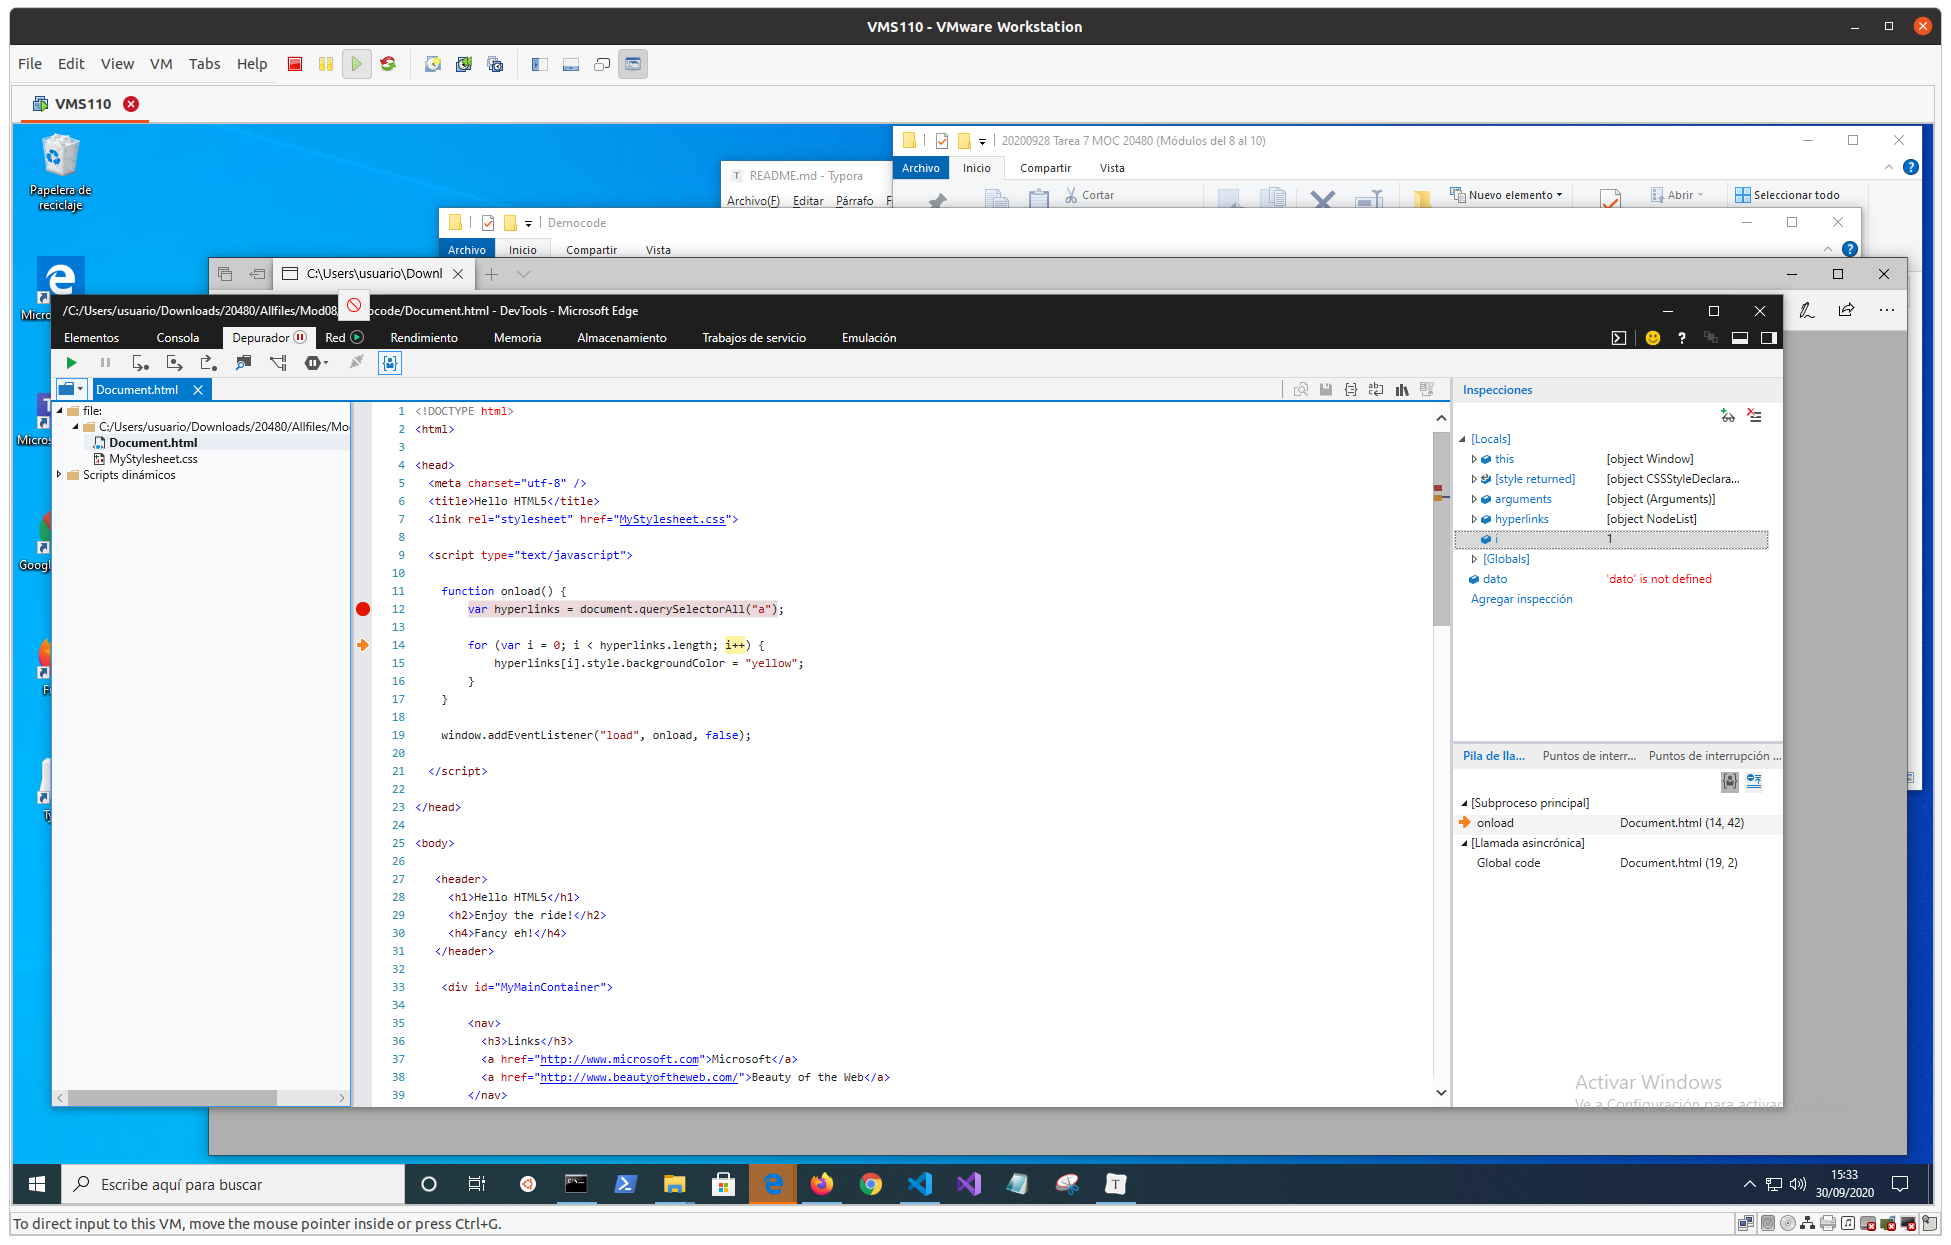 VMS110 - VMware Workstation
File Edit View VM Tabs Help
VMS110
Papelera de reciclaje
20200928 Tarea 7 MOC 20480 (Módulos del 8 al 10)
Archivo Inicio Compartir Vista
Cortar Nuevo elemento Abrir Seleccionar todo
README.md - Typora
Archivo(F) Editar Párrafo F
Democode
Archivo Inicio Compartir Vista
C:\Users\usuario\Downl
Micros
Micros
Googl
Fi
Ty
/C:/Users/usuario/Downloads/20480/Allfiles/Mod08/ ocode/Document.html - DevTools - Microsoft Edge
Elementos Consola Depurador Red Rendimiento Memoria Almacenamiento Trabajos de servicio Emulación
Document.html
file:
C:/Users/usuario/Downloads/20480/Allfiles/Mo
Document.html
MyStylesheet.css
Scripts dinámicos
1 <!DOCTYPE html>
2 <html>
3
4 <head>
5 <meta charset="utf-8" />
6 <title>Hello HTML5</title>
7 <link rel="stylesheet" href="MyStylesheet.css">
8
9 <script type="text/javascript">
10
11 function onload() {
12 var hyperlinks = document.querySelectorAll("a");
13
14 for (var i = 0; i < hyperlinks.length; i++) {
15 hyperlinks[i].style.backgroundColor = "yellow";
16 }
17 }
18
19 window.addEventListener("load", onload, false);
20
21 </script>
22
23 </head>
24
25 <body>
26
27 <header>
28 <h1>Hello HTML5</h1>
29 <h2>Enjoy the ride!</h2>
30 <h4>Fancy eh!</h4>
31 </header>
32
33 <div id="MyMainContainer">
34
35 <nav>
36 <h3>Links</h3>
37 <a href="http://www.microsoft.com">Microsoft</a>
38 <a href="http://www.beautyoftheweb.com/">Beauty of the Web</a>
39 </nav>
Inspecciones
[Locals]
this [object Window]
[style returned] [object CSSStyleDeclara...
arguments [object (Arguments)]
hyperlinks [object NodeList]
i 1
[Globals]
dato 'dato' is not defined
Agregar inspección
Pila de lla... Puntos de interr... Puntos de interrupción ...
[Subproceso principal]
onload Document.html (14, 42)
[Llamada asincrónica]
Global code Document.html (19, 2)
Activar Windows
Ve a Configuración para activar Windows.
Escribe aquí para buscar
15:33
30/09/2020
To direct input to this VM, move the mouse pointer inside or press Ctrl+G.